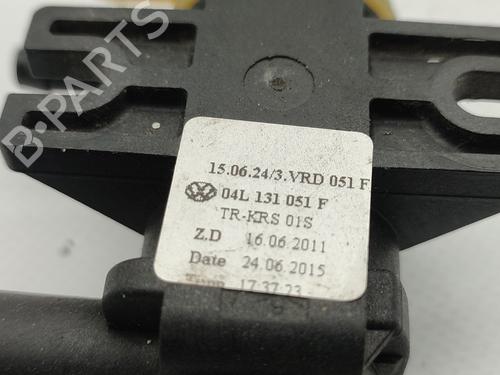 B-PARTS
15.06.24/3.VRD 051 F
04L 131 051 F
TR-KRS 01S
Z.D 16.06.2011
Date 24.06.2015
17:37:23